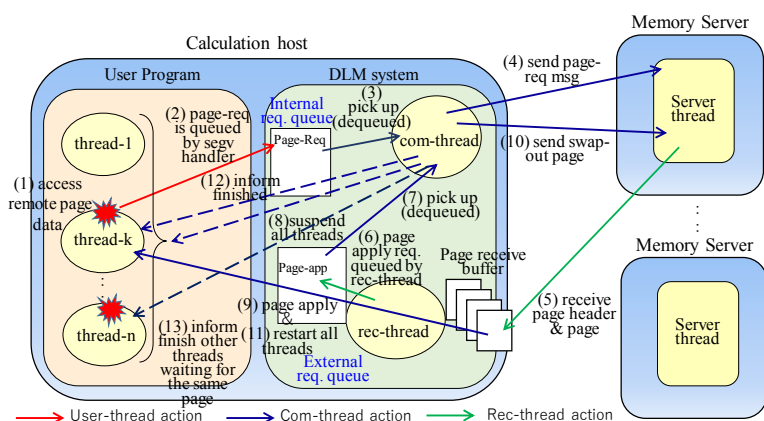 Memory Server
Calculation host
User Program
DLM system
(4) send page-
req msg
(3)
pick up
(dequeued)
Internal
req. queue
(2) page-req
is queued
by segv
handler
Page-Req
com-thread
Server
thread
thread-1
(10) send swap-
out page
(1) access
remote page
data
(12) inform
finished
(7) pick up
(dequeued)
thread-k
(8)suspend
all threads
(6) page
apply req.
queued by
rec-thread
Page receive
buffer
Page-app
⋮
Memory Server
(5) receive
page header
& page
(9) page apply
&
(11) restart all
threads
rec-thread
Server
thread
thread-n
(13) inform
finish other
threads
waiting for
the same
page
External
req. queue
User-thread action
Com-thread action
Rec-thread action